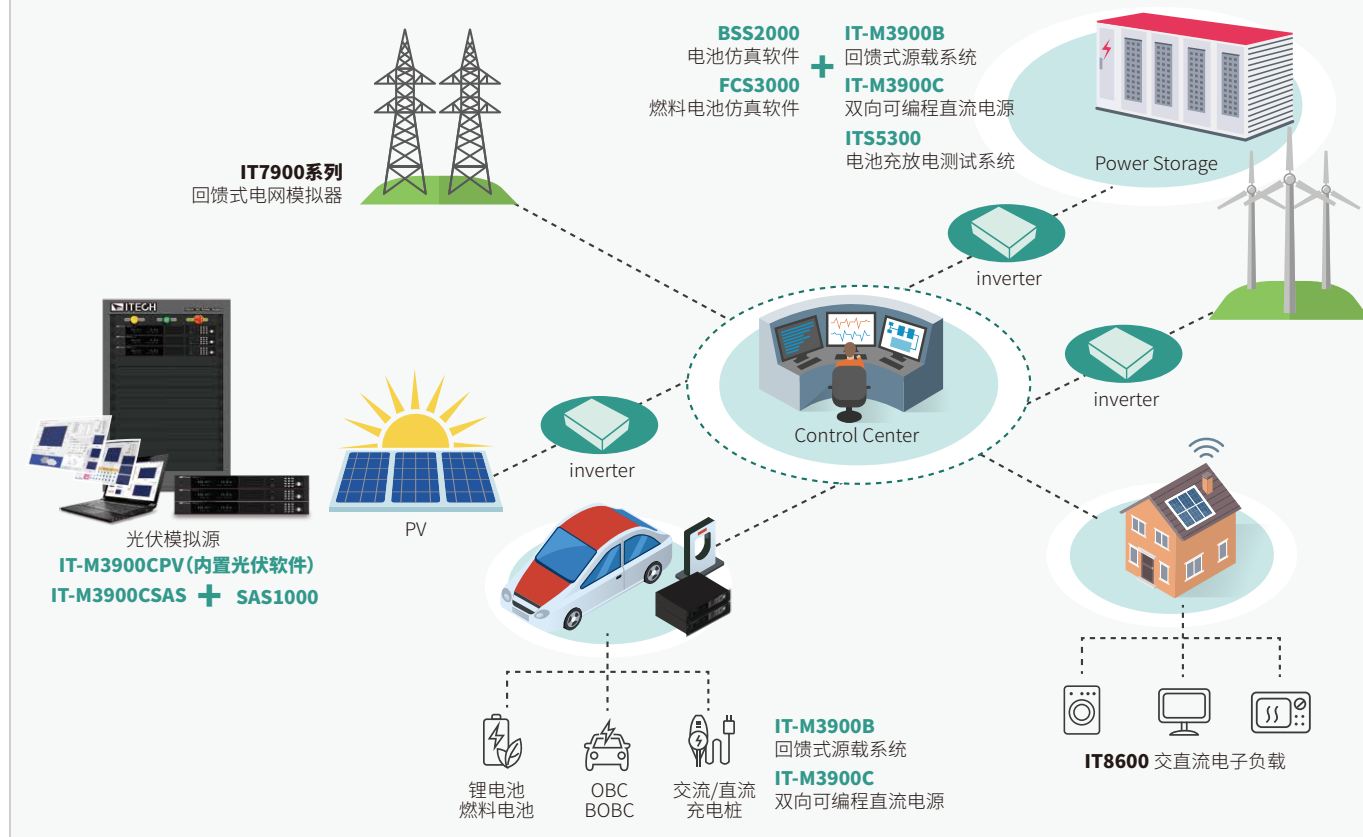 BSS2000
电池仿真软件
FCS3000
燃料电池仿真软件
+
IT-M3900B
回馈式源载系统
IT-M3900C
双向可编程直流电源
ITS5300
电池充放电测试系统
Power Storage
IT7900系列
回馈式电网模拟器
inverter
inverter
Control Center
ITECH
inverter
PV
光伏模拟源
IT-M3900CPV(内置光伏软件)
IT-M3900CSAS + SAS1000
锂电池
燃料电池
OBC
BOBC
交流/直流
充电桩
IT-M3900B
回馈式源载系统
IT-M3900C
双向可编程直流电源
IT8600 交直流电子负载